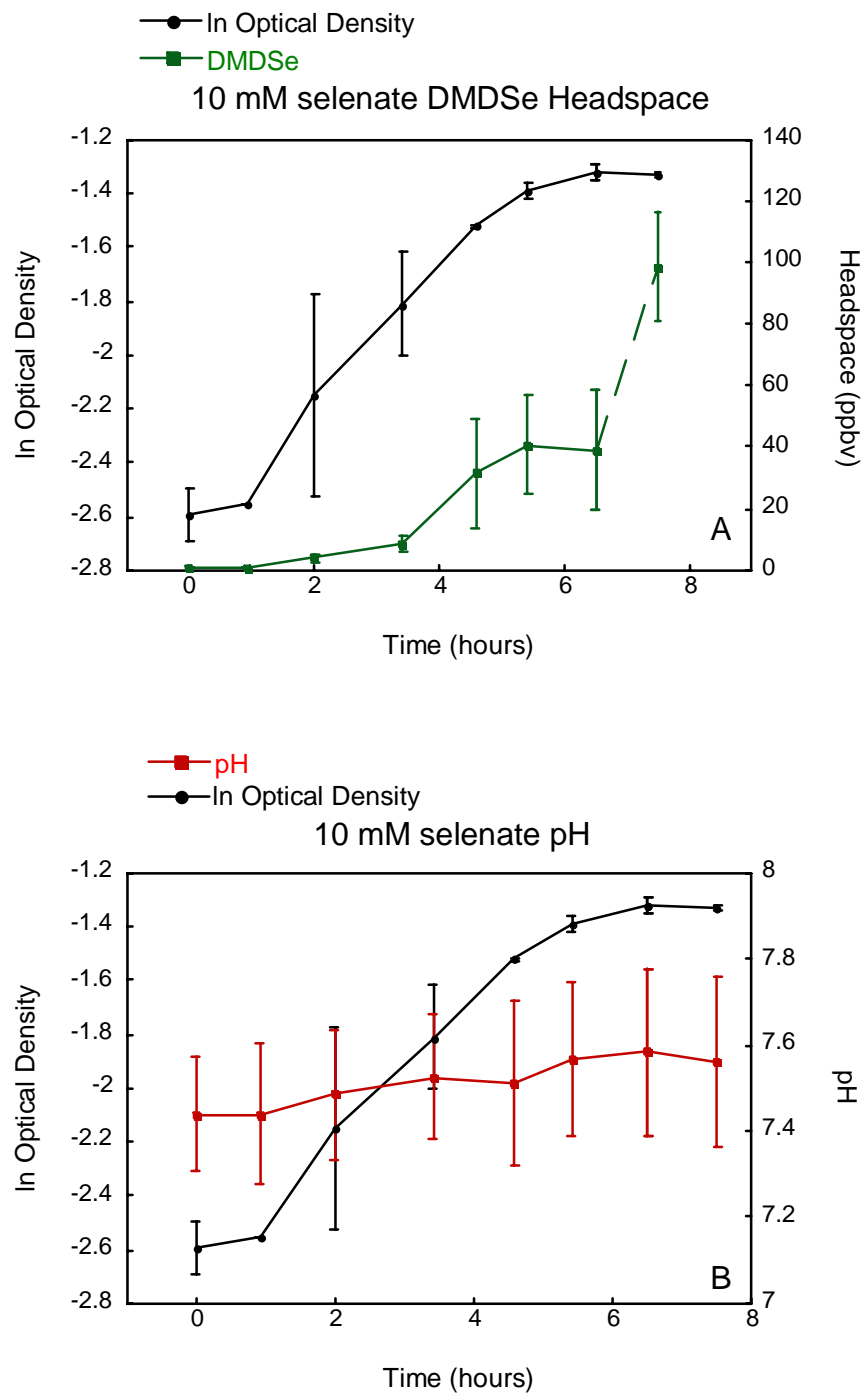 ln Optical Density
DMDSe
10 mM selenate DMDSe Headspace
-1.2
-1.4
-1.6
-1.8
-2
-2.2
-2.4
-2.6
-2.8
ln Optical Density
140
120
100
80
60
40
20
0
Headspace (ppbv)
A
0 2 4 6 8
Time (hours)
pH
ln Optical Density
10 mM selenate pH
-1.2
-1.4
-1.6
-1.8
-2
-2.2
-2.4
-2.6
-2.8
ln Optical Density
8
7.8
7.6
7.4
7.2
7
pH
B
0 2 4 6 8
Time (hours)